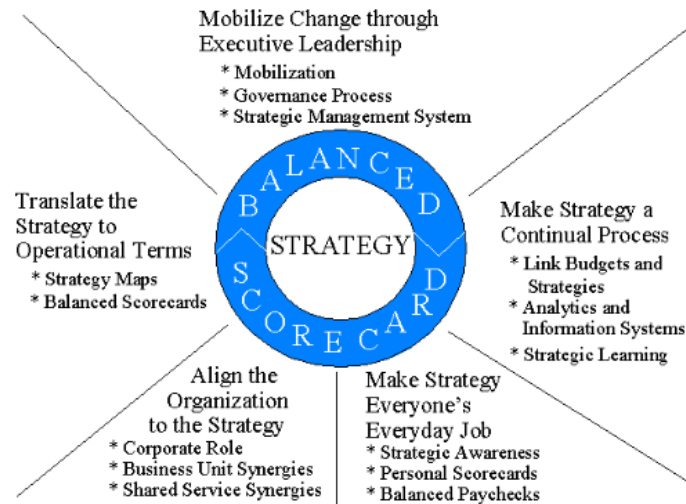 Mobilize Change through
Executive Leadership
* Mobilization
* Governance Process
* Strategic Management System
BALANCED
STRATEGY
SCORECARD
Translate the
Strategy to
Operational Terms
* Strategy Maps
* Balanced Scorecards
Make Strategy a
Continual Process
* Link Budgets and
Strategies
* Analytics and
Information Systems
* Strategic Learning
Align the
Organization
to the Strategy
* Corporate Role
* Business Unit Synergies
* Shared Service Synergies
Make Strategy
Everyone's
Everyday Job
* Strategic Awareness
* Personal Scorecards
* Balanced Paychecks